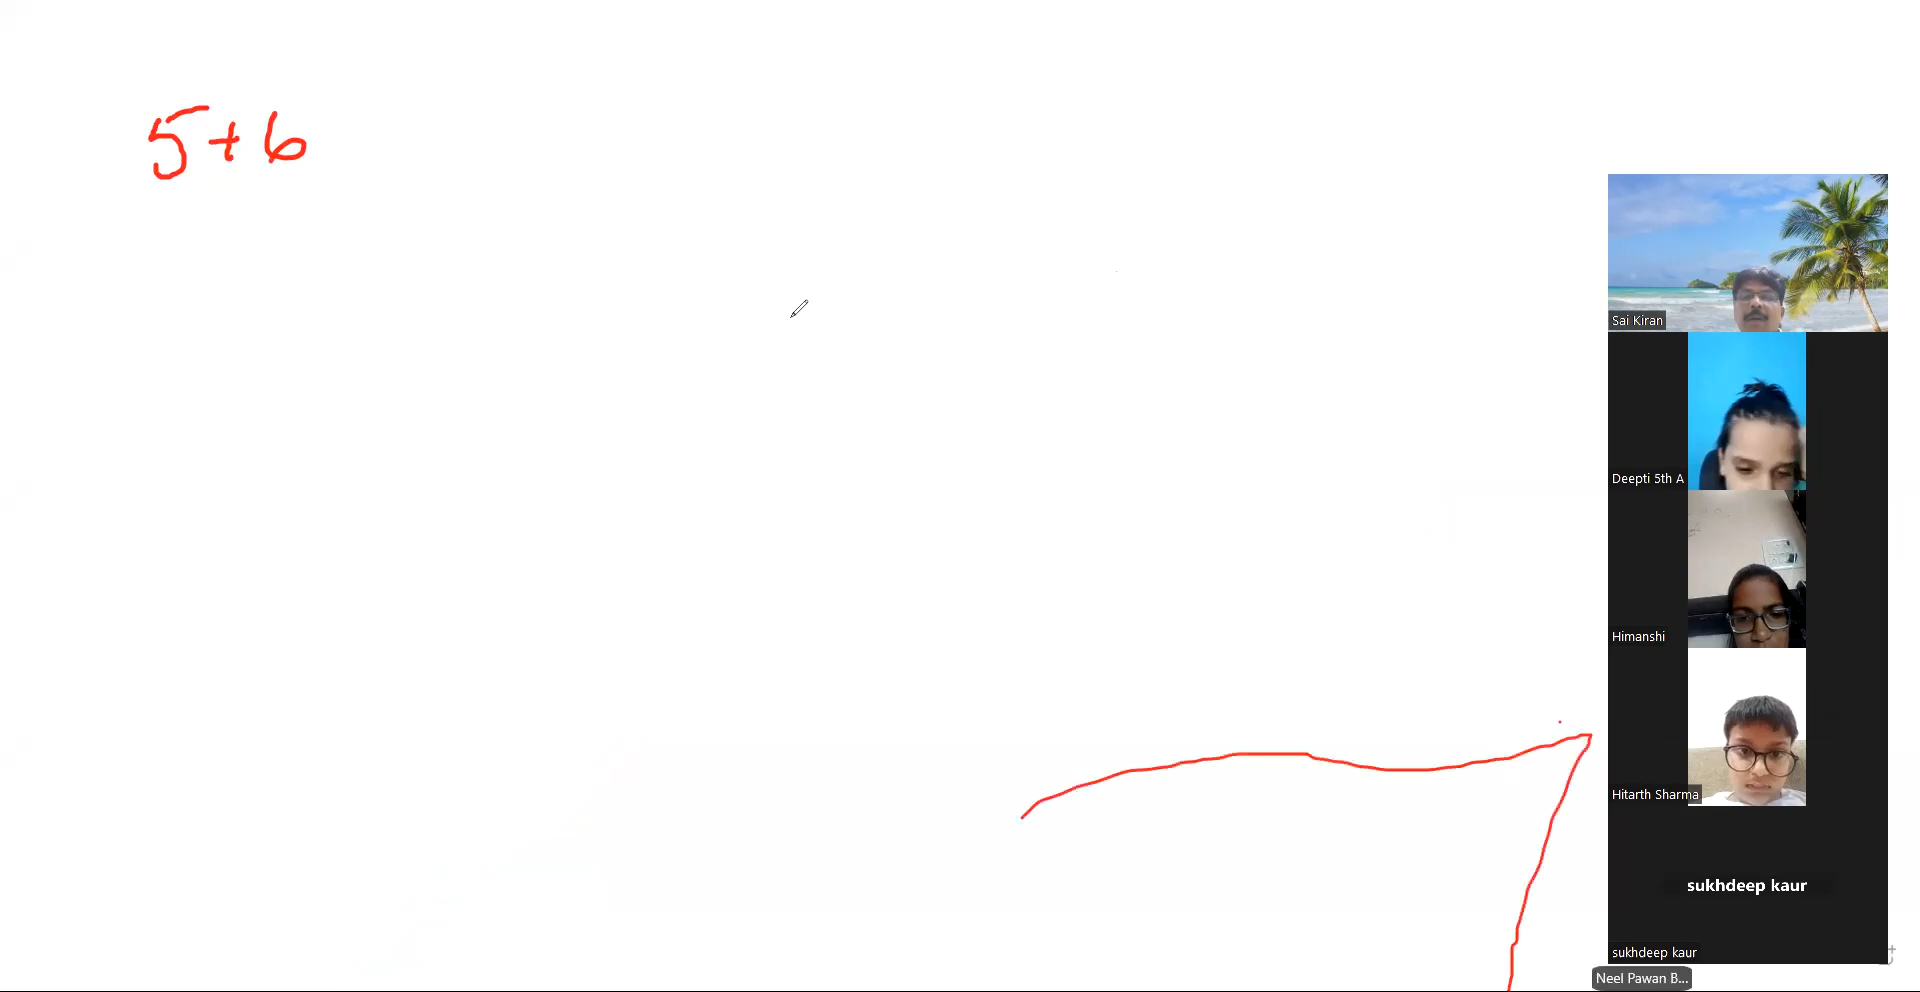 5+6
Sai Kiran
Deepti 5th A
Himanshi
Hitarth Sharma
sukhdeep kaur
sukhdeep kaur
Neel Pawan B...